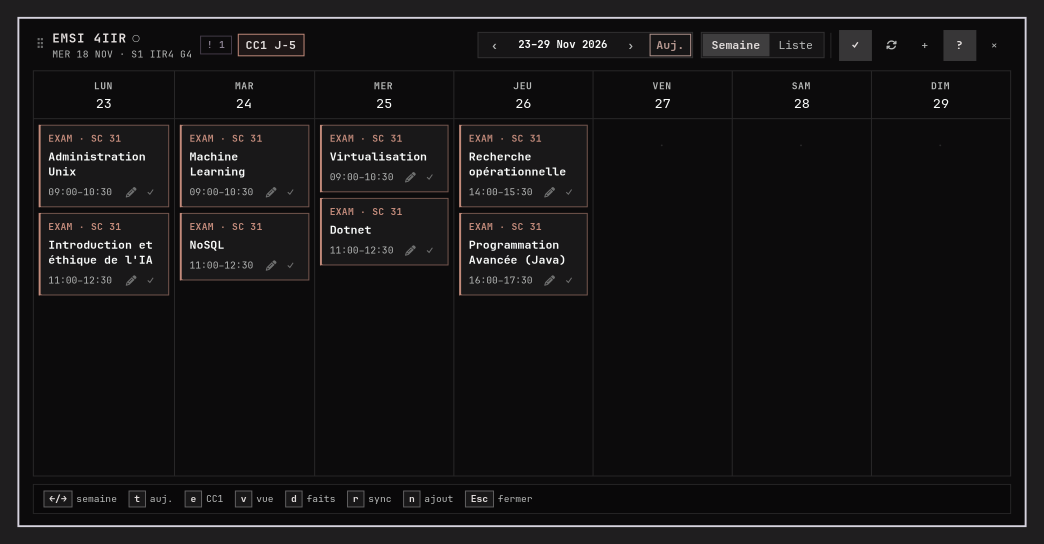 EMSI 4IIR
MER 18 NOV · S1 IIR4 G4
! 1
CC1 J-5
‹ 23–29 Nov 2026 › Auj.
Semaine Liste
✓ + ? ×
LUN
23
MAR
24
MER
25
JEU
26
VEN
27
SAM
28
DIM
29
EXAM · SC 31
Administration
Unix
09:00–10:30
EXAM · SC 31
Introduction et
éthique de l'IA
11:00–12:30
EXAM · SC 31
Machine
Learning
09:00–10:30
EXAM · SC 31
NoSQL
11:00–12:30
EXAM · SC 31
Virtualisation
09:00–10:30
EXAM · SC 31
Dotnet
11:00–12:30
EXAM · SC 31
Recherche
opérationnelle
14:00–15:30
EXAM · SC 31
Programmation
Avancée (Java)
16:00–17:30
←/→ semaine t auj. e CC1 v vue d faits r sync n ajout Esc fermer